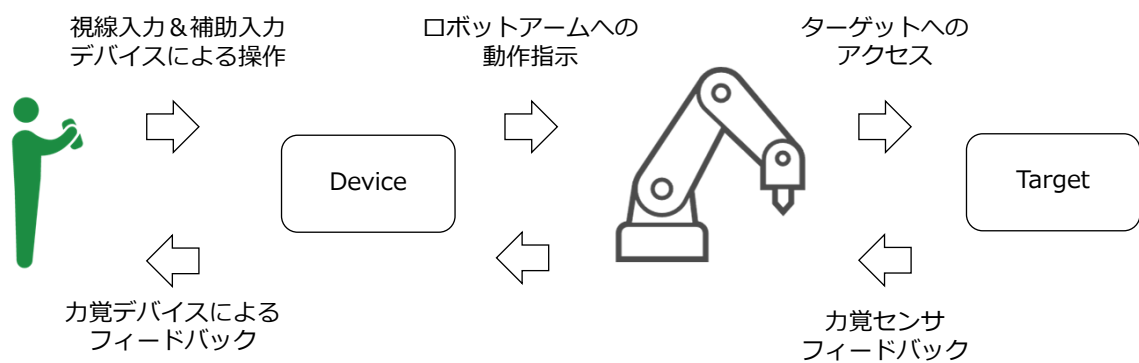 視線入力＆補助入力
デバイスによる操作
ロボットアームへの
動作指示
ターゲットへの
アクセス
Device
Target
力覚デバイスによる
フィードバック
力覚センサ
フィードバック